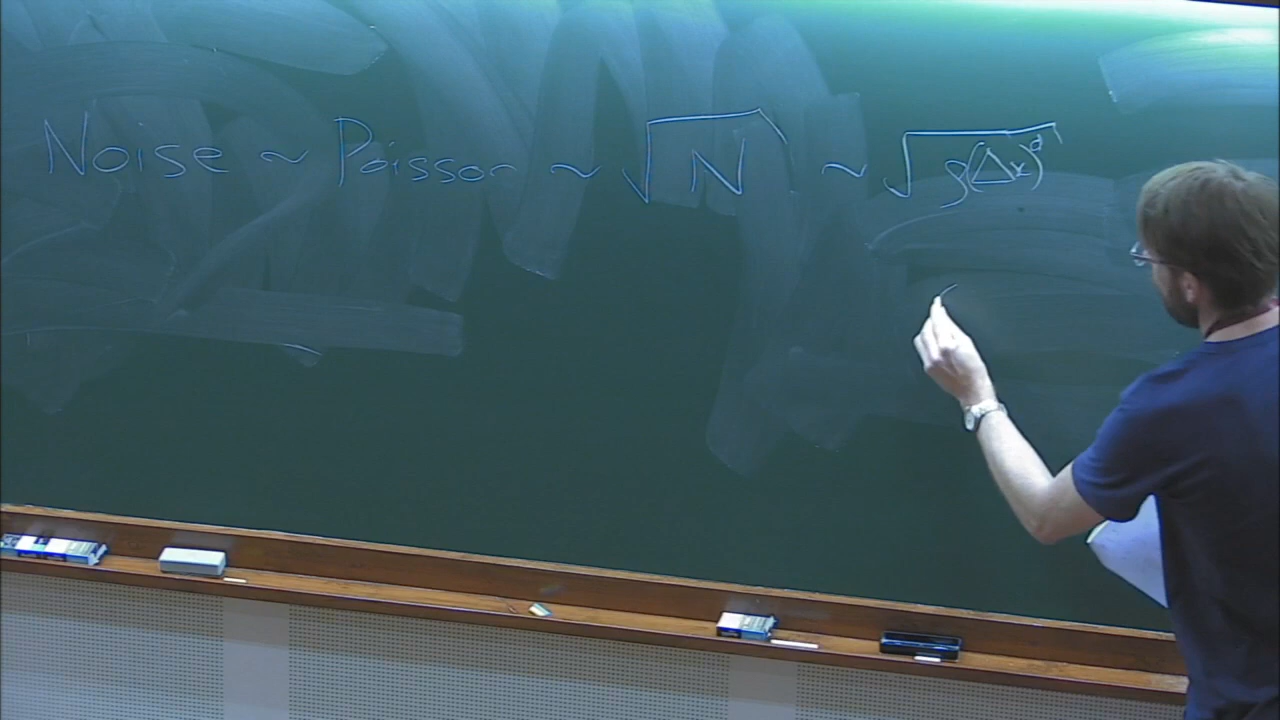 Noise ~ Poisson ~ √N ~ √ρ(Δx)^d